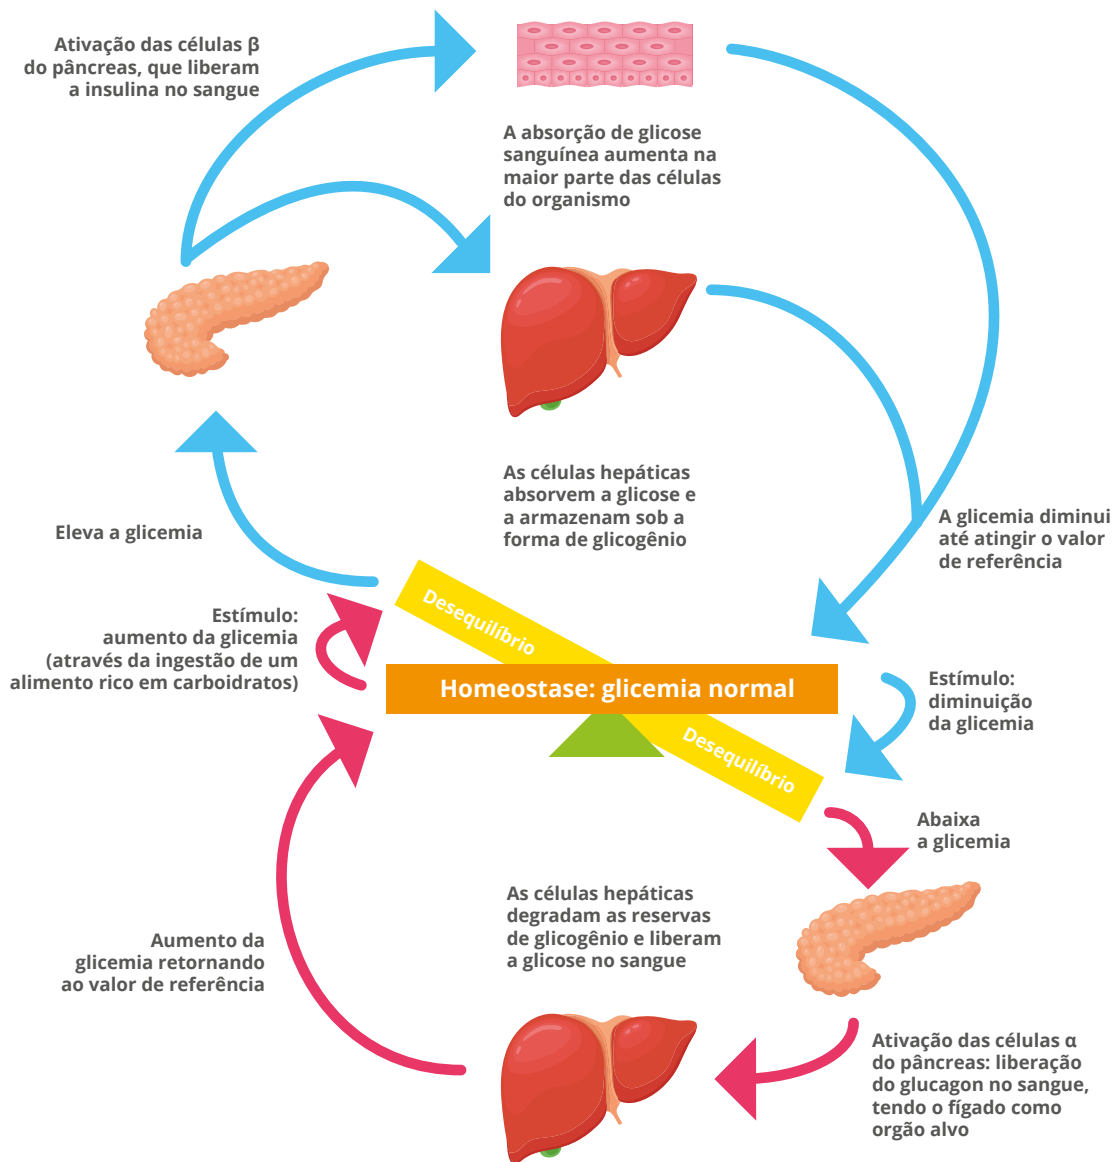 Ativação das células β
do pâncreas, que liberam
a insulina no sangue
A absorção de glicose
sanguínea aumenta na
maior parte das células
do organismo
As células hepáticas
absorvem a glicose e
a armazenam sob a
forma de glicogênio
A glicemia diminui
até atingir o valor
de referência
Eleva a glicemia
Estímulo:
aumento da glicemia
(através da ingestão de um
alimento rico em carboidratos)
Desequilíbrio
Homeostase: glicemia normal
Desequilíbrio
Estímulo:
diminuição
da glicemia
Abaixa
a glicemia
As células hepáticas
degradam as reservas
de glicogênio e liberam
a glicose no sangue
Aumento da
glicemia retornando
ao valor de referência
Ativação das células α
do pâncreas: liberação
do glucagon no sangue,
tendo o fígado como
orgão alvo